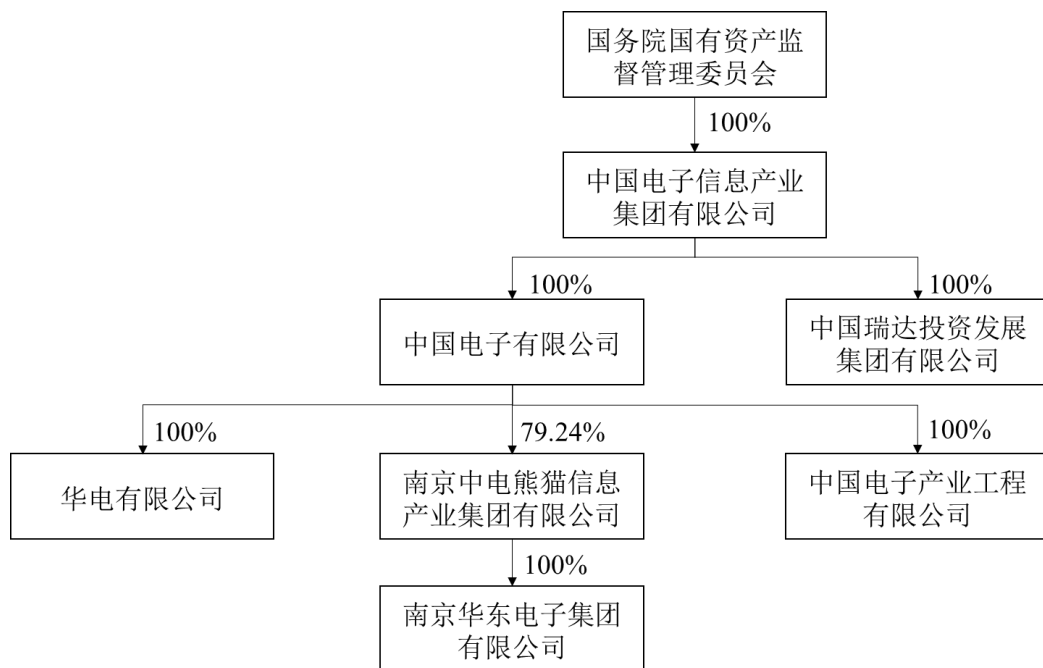 国务院国有资产监
督管理委员会
100%
中国电子信息产业
集团有限公司
100%
100%
中国电子有限公司
中国瑞达投资发展
集团有限公司
100%
79.24%
100%
华电有限公司
南京中电熊猫信息
产业集团有限公司
中国电子产业工程
有限公司
100%
南京华东电子集团
有限公司